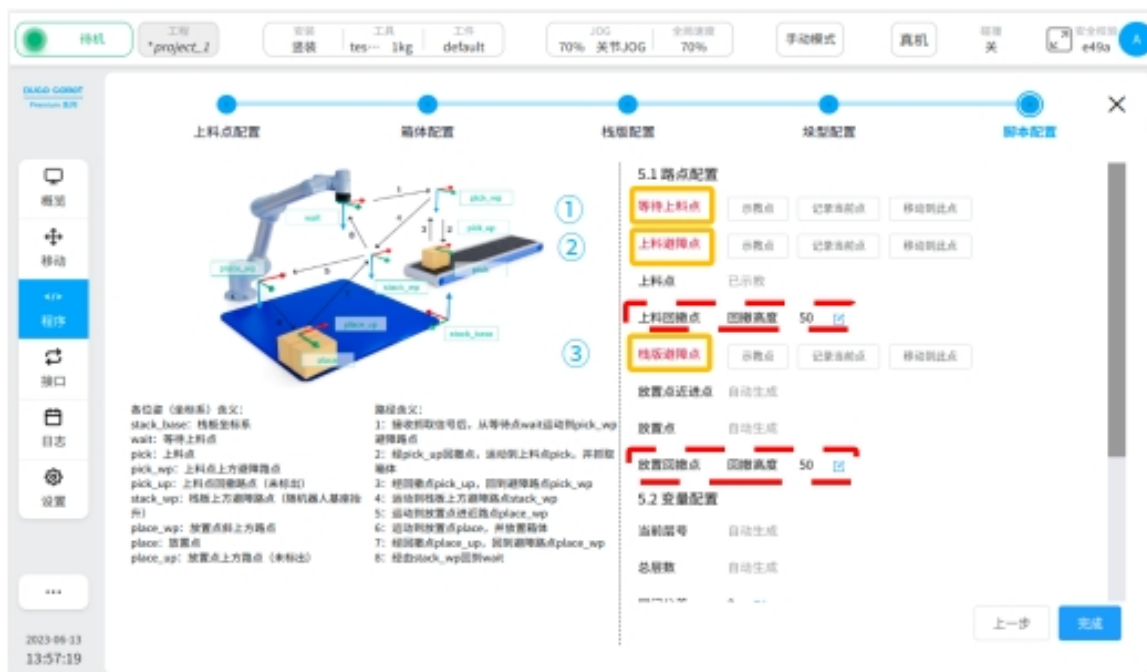 待机
工程
*project_1
安装
竖装
工具
tes··· 1kg
工件
default
JOG
70% 关节JOG
全局速度
70%
手动模式
真机
碰撞
关
安全校验
e49a
A
上料点配置
箱体配置
栈板配置
垛型配置
脚本配置
概览
移动
程序
接口
日志
设置
···
2023-06-13
13:57:19
wait
pick_wp
pick_up
pick
stack_wp
place_wp
place_up
place
stack_base
①
②
③
各位姿（坐标系）含义：
stack_base：栈板坐标系
wait：等待上料点
pick：上料点
pick_wp：上料点上方避障路点
pick_up：上料点回撤路点（未标出）
stack_wp：栈板上方避障路点（随机器人基座抬
升）
place_wp：放置点斜上方路点
place：放置点
place_up：放置点上方路点（未标出）
路径含义：
1：接收抓取信号后，从等待点wait运动到pick_wp
避障路点
2：经pick_up回撤点，运动到上料点pick，并抓取
箱体
3：经回撤点pick_up，回到避障路点pick_wp
4：运动到栈板上方避障路点stack_wp
5：运动到放置点进近路点place_wp
6：运动到放置点place，并放置箱体
7：经回撤点place_up，回到避障路点place_wp
8：经由stack_wp回到wait
5.1 路点配置
等待上料点 示教点 记录当前点 移动到此点
上料避障点 示教点 记录当前点 移动到此点
上料点 已示教
上料回撤点 回撤高度 50
栈板避障点 示教点 记录当前点 移动到此点
放置点近进点 自动生成
放置点 自动生成
放置回撤点 回撤高度 50
5.2 变量配置
当前层号 自动生成
总层数 自动生成
上一步
完成